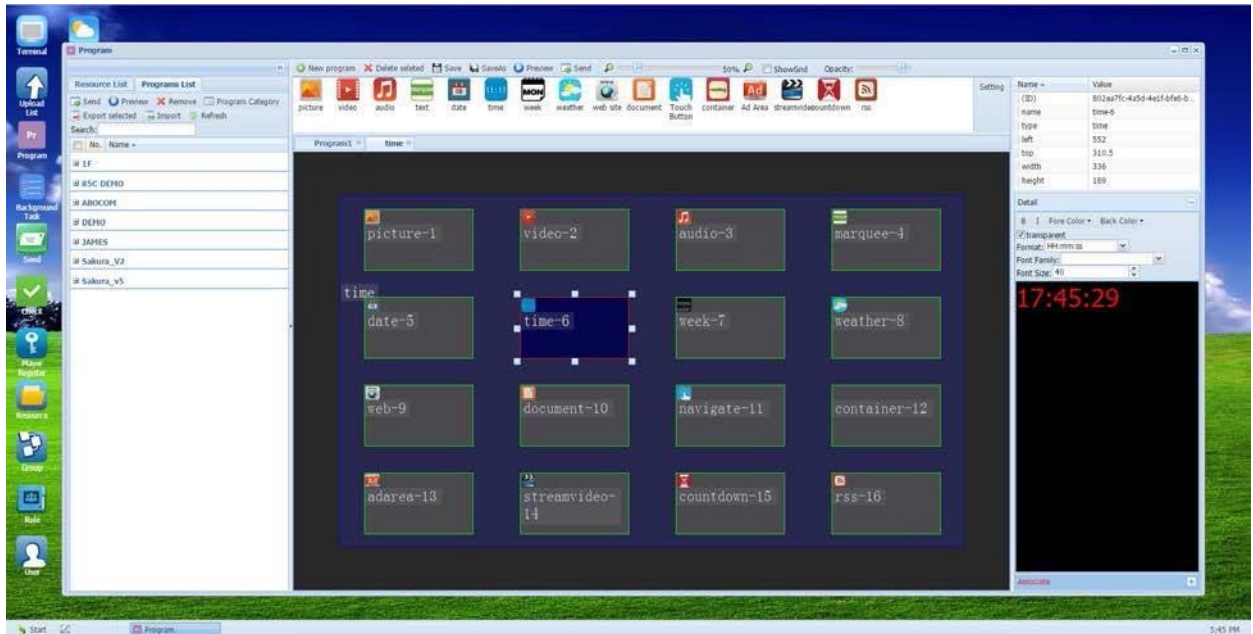 Terminal
Upload
List
Pr
Program
Background
Task
Send
Check
Player
Register
Resource
Group
Role
User
Program
Resource List Programs List
Send Preview Remove Program Category
Export selected Import Refresh
Search:
No. Name
1F
BSC DEMO
ABOCOM
DEMO
JAMES
Sakura_V2
Sakura_v5
New program Delete seleted Save SaveAs Preview Send 50% ShowGrid Opacity:
MON Ad
picture video audio text date time week weather web site document Touch Button container Ad Area streamvideo countdown rss
Setting
Program1 time
picture-1 video-2 audio-3 marquee-4
time
date-5 time-6 week-7 weather-8
web-9 document-10 navigate-11 container-12
adarea-13 streamvideo-14 countdown-15 rss-16
Name Value
(ID)
name time-6
type time
left 552
top 310.5
width 336
height 189
Detail
B I Fore Color Back Color
transparent
Format: HH:mm:ss
Font Family:
Font Size: 40
17:45:29
Associate
Start Program 5:45 PM